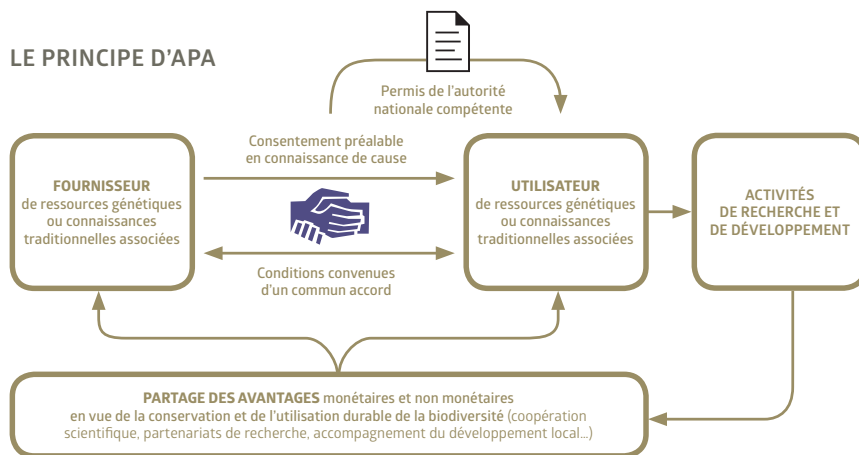 LE PRINCIPE D'APA
Permis de l'autorité
nationale compétente
Consentement préalable
en connaissance de cause
FOURNISSEUR
de ressources génétiques
ou connaissances
traditionnelles associées
UTILISATEUR
de ressources génétiques
ou connaissances
traditionnelles associées
ACTIVITÉS
DE RECHERCHE ET
DE DÉVELOPPEMENT
Conditions convenues
d'un commun accord
PARTAGE DES AVANTAGES monétaires et non monétaires
en vue de la conservation et de l'utilisation durable de la biodiversité (coopération
scientifique, partenariats de recherche, accompagnement du développement local…)